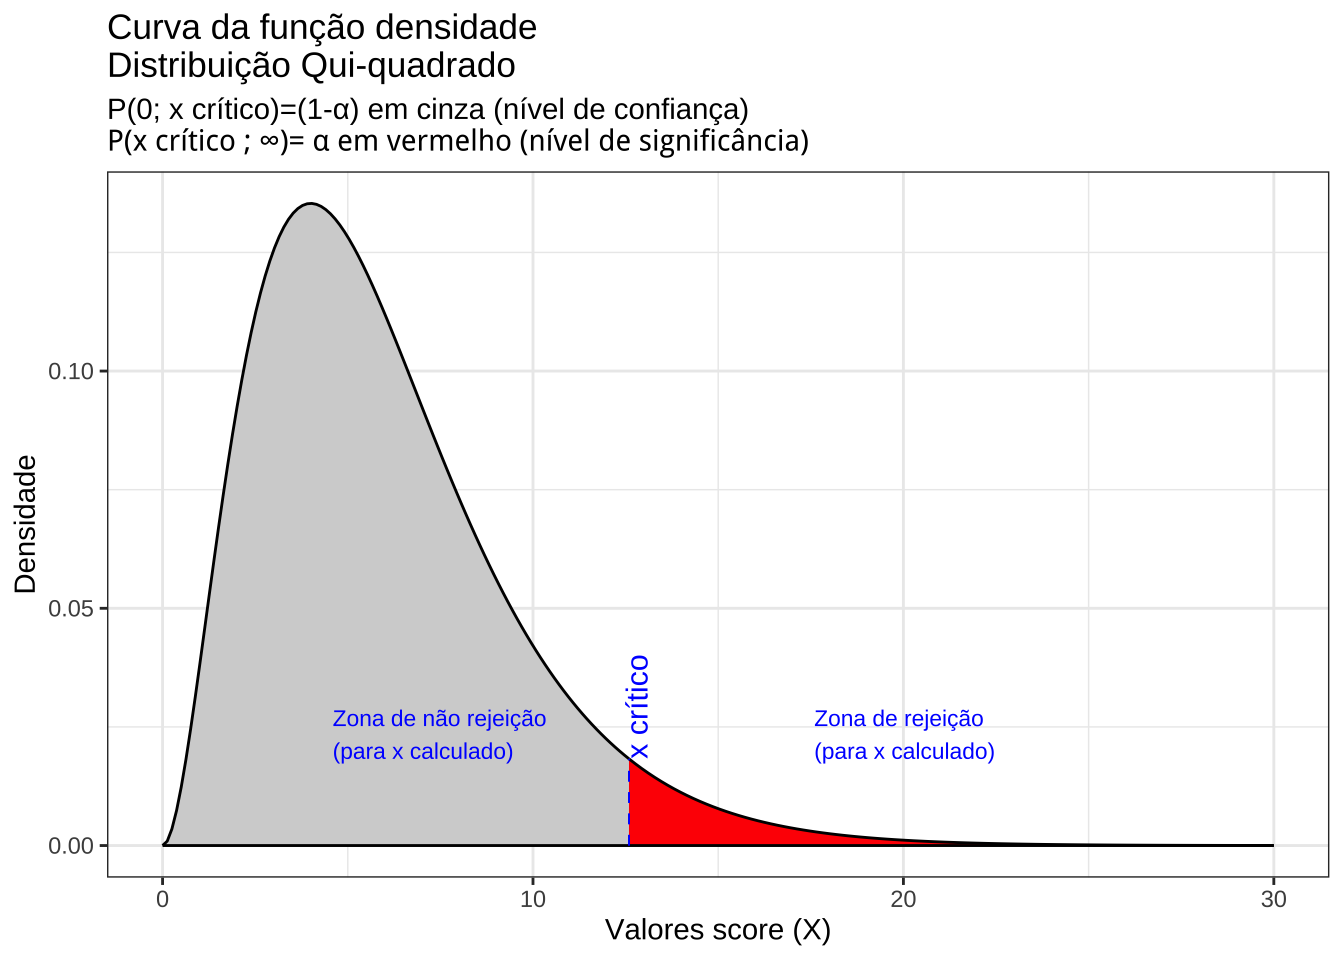 Curva da função densidade
Distribuição Qui-quadrado
P(0; x crítico)=(1-α) em cinza (nível de confiança)
P(x crítico ; ∞)= α em vermelho (nível de significância)
Densidade
0.10
0.05
0.00
x crítico
Zona de não rejeição
(para x calculado)
Zona de rejeição
(para x calculado)
0
10
20
30
Valores score (X)